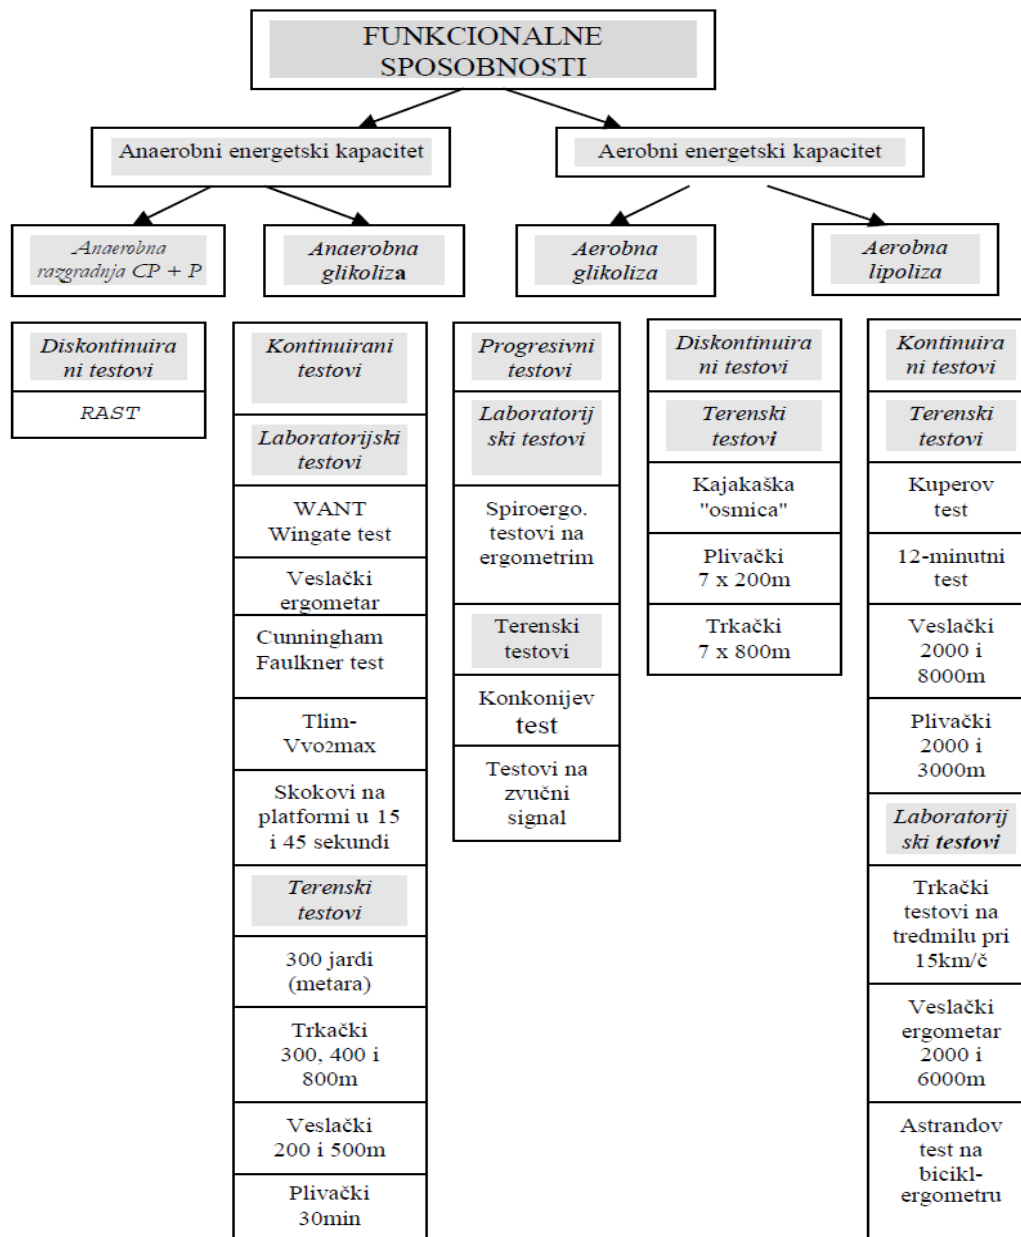 FUNKCIONALNE
SPOSOBNOSTI
Anaerobni energetski kapacitet
Aerobni energetski kapacitet
Anaerobna
razgradnja CP + P
Anaerobna
glikoliza
Aerobna
glikoliza
Aerobna
lipoliza
Diskontinuira
ni testovi
RAST
Kontinuirani
testovi
Laboratorijski
testovi
WANT
Wingate test
Veslački
ergometar
Cunningham
Faulkner test
Tlim-
Vvo2max
Skokovi na
platformi u 15
i 45 sekundi
Terenski
testovi
300 jardi
(metara)
Trkački
300, 400 i
800m
Veslački
200 i 500m
Plivački
30min
Progresivni
testovi
Laboratorij
ski testovi
Spiroergo.
testovi na
ergometrim
Terenski
testovi
Konkonijev
test
Testovi na
zvučni
signal
Diskontinuira
ni testovi
Terenski
testovi
Kajakaška
"osmica"
Plivački
7 x 200m
Trkački
7 x 800m
Kontinuira
ni testovi
Terenski
testovi
Kuperov
test
12-minutni
test
Veslački
2000 i
8000m
Plivački
2000 i
3000m
Laboratorij
ski testovi
Trkački
testovi na
tredmilu pri
15km/č
Veslački
ergometar
2000 i
6000m
Astrandov
test na
bicikl-
ergometru